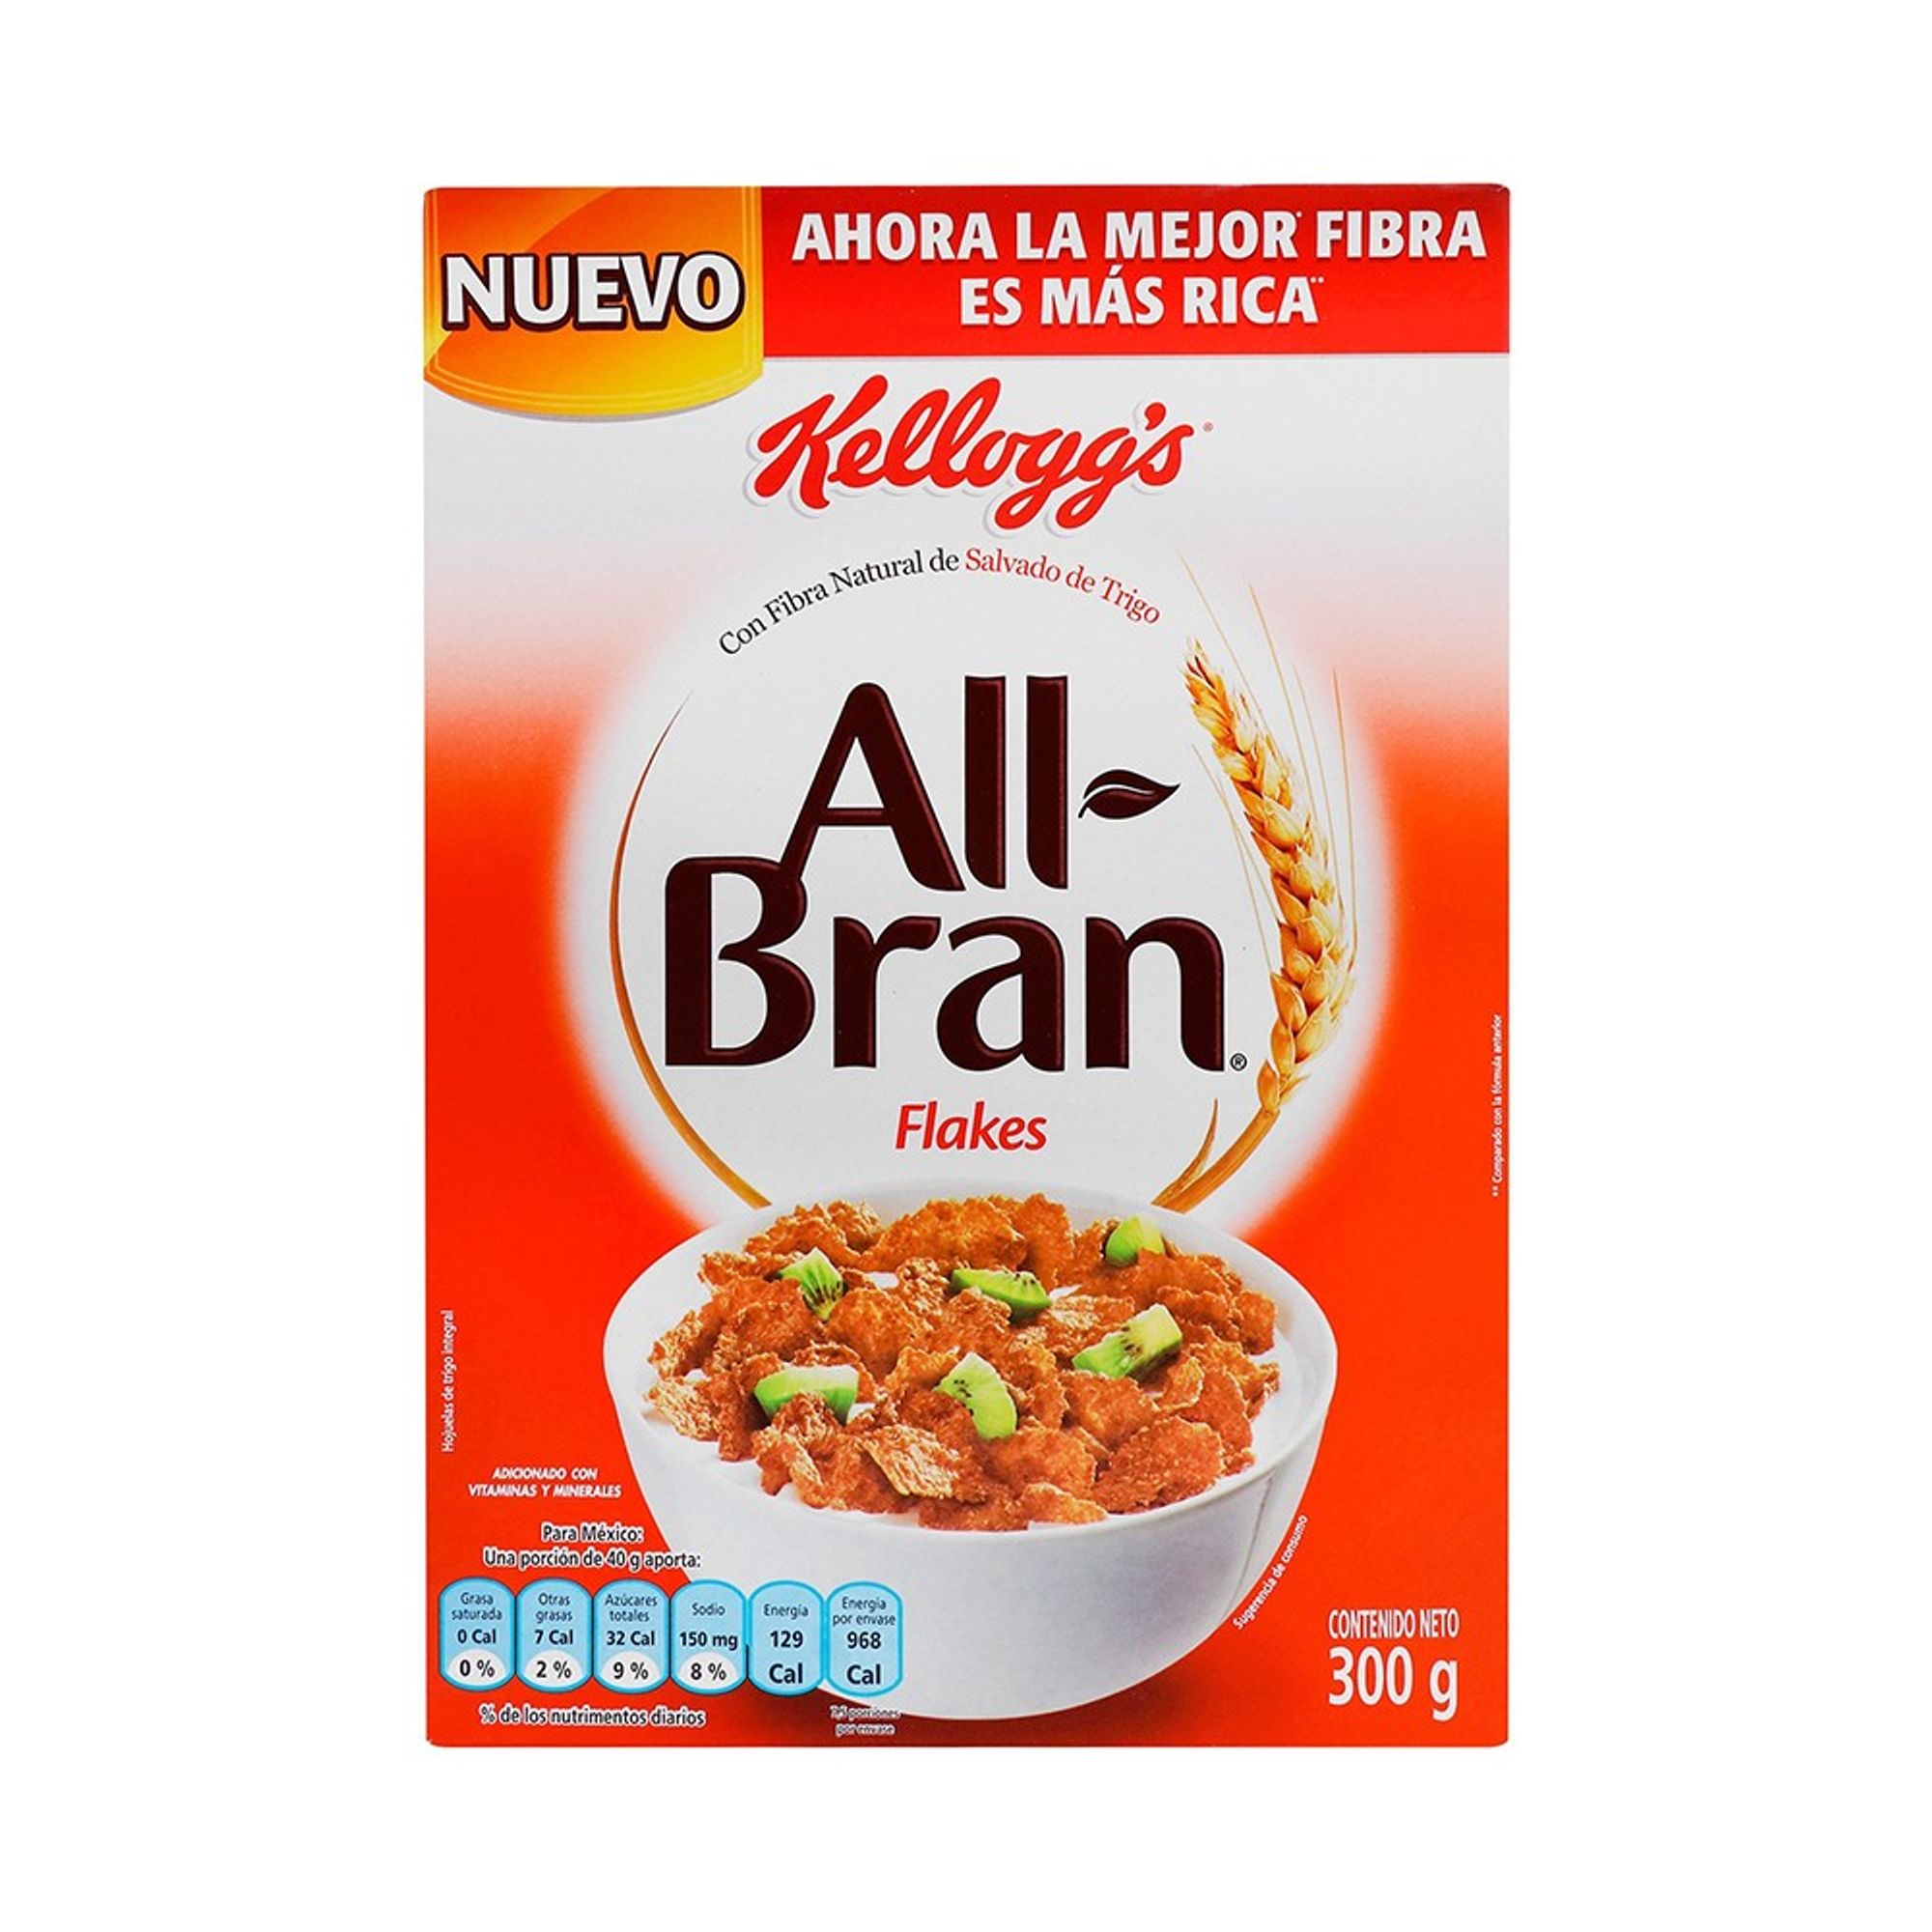 NUEVO
AHORA LA MEJOR* FIBRA
ES MÁS RICA**
Kellogg's®
Con Fibra Natural de Salvado de Trigo
All-
Bran®
Flakes
** Comparado con la fórmula anterior
Hojuelas de trigo integral
ADICIONADO CON
VITAMINAS Y MINERALES
Para México:
Una porción de 40 g aporta:
Grasa saturada 0 Cal 0 %
Otras grasas 7 Cal 2 %
Azúcares totales 32 Cal 9 %
Sodio 150 mg 8 %
Energía 129 Cal
Energía por envase 968 Cal
% de los nutrimentos diarios
7,5 porciones
por envase
Sugerencia de consumo
CONTENIDO NETO
300 g